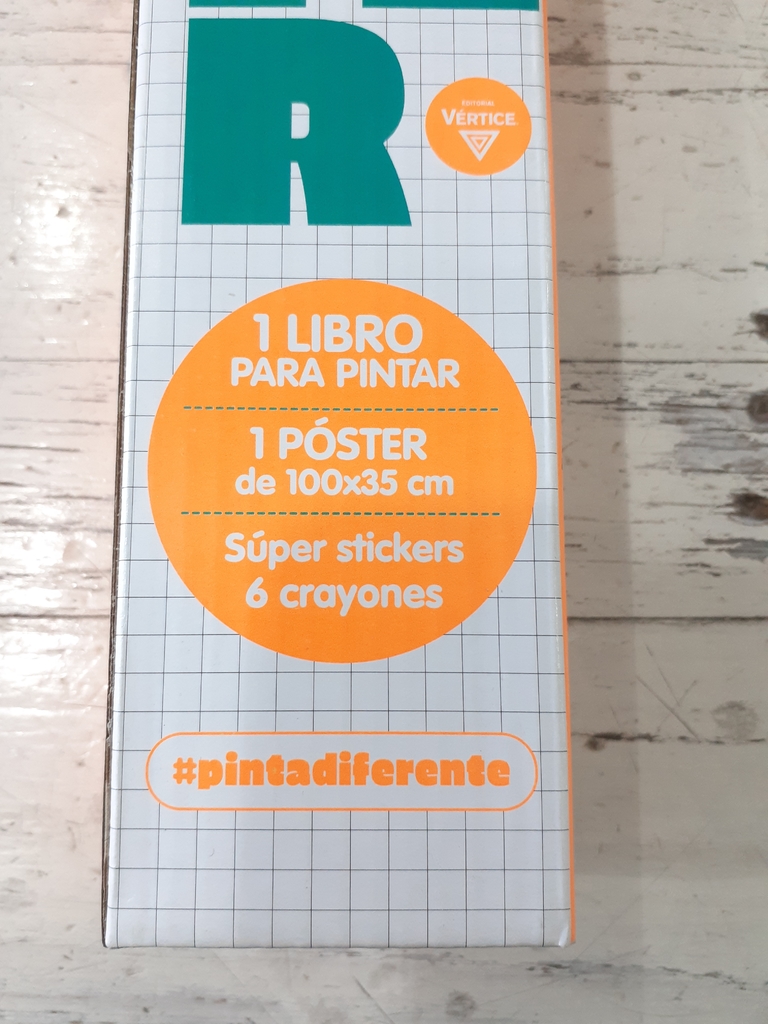 R
EDITORIAL
VÉRTICE
1 LIBRO
PARA PINTAR
1 PÓSTER
de 100x35 cm
Súper stickers
6 crayones
#pintadiferente